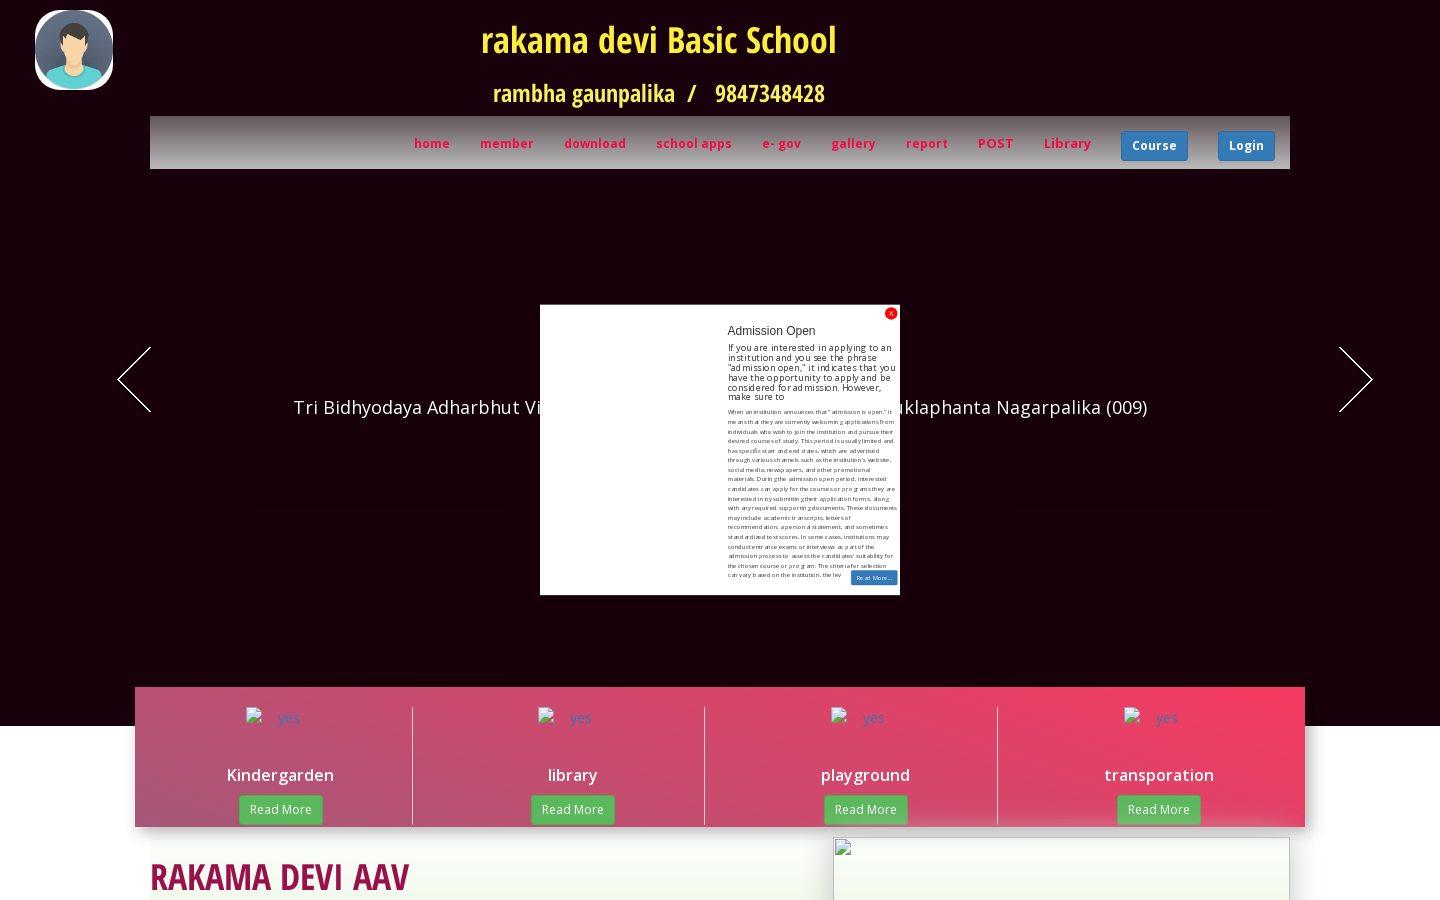 rakama devi Basic School
rambha gaunpalika / 9847348428
home member download school apps e- gov gallery report POST Library Course Login
X
Admission Open
If you are interested in applying to an
institution and you see the phrase
"admission open," it indicates that you
have the opportunity to apply and be
considered for admission. However,
make sure to
When an institution announces that "admission is open," it
means that they are currently welcoming applications from
individuals who wish to join the institution and pursue their
desired courses of study. This period is usually limited and
has specific start and end dates, which are advertised
through various channels such as the institution's website,
social media, newspapers, and other promotional
materials. During the admission open period, interested
candidates can apply for the courses or programs they are
interested in by submitting their application forms, along
with any required supporting documents. These documents
may include academic transcripts, letters of
recommendation, a personal statement, and sometimes
standardized test scores. In some cases, institutions may
conduct entrance exams or interviews as part of the
admission process to assess the candidates' suitability for
the chosen course or program. The criteria for selection
can vary based on the institution, the lev
Read More...
Tri Bidhyodaya Adharbhut Vi
uklaphanta Nagarpalika (009)
yes yes yes yes
Kindergarden library playground transporation
Read More Read More Read More Read More
RAKAMA DEVI AAV